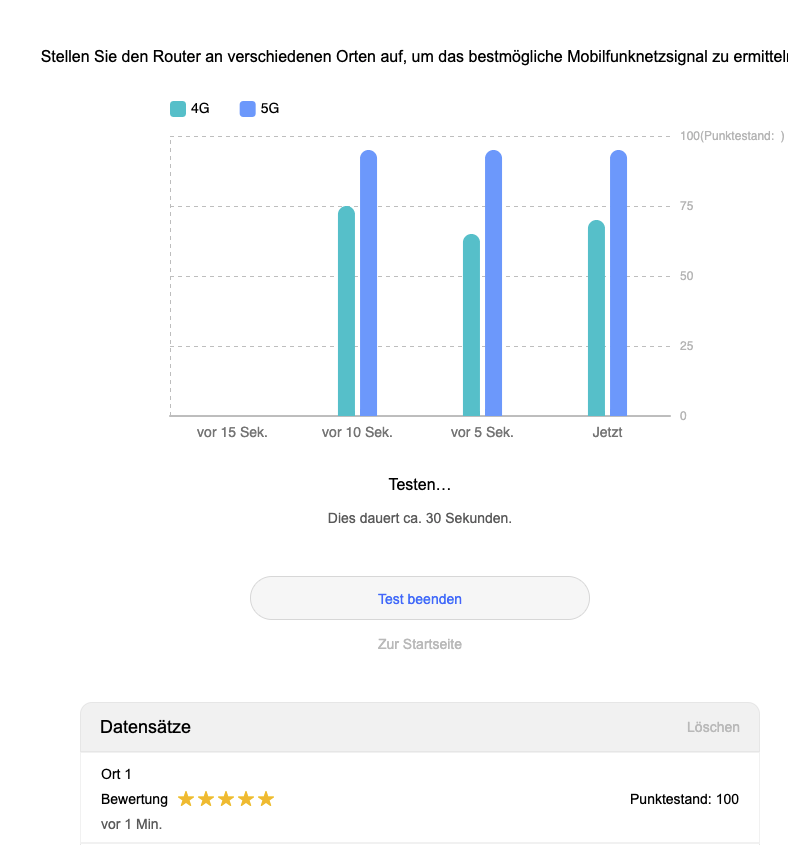 Stellen Sie den Router an verschiedenen Orten auf, um das bestmögliche Mobilfunknetzsignal zu ermitteln
4G 5G
100(Punktestand: )
75
50
25
0
vor 15 Sek. vor 10 Sek. vor 5 Sek. Jetzt
Testen…
Dies dauert ca. 30 Sekunden.
Test beenden
Zur Startseite
Datensätze Löschen
Ort 1
Bewertung Punktestand: 100
vor 1 Min.